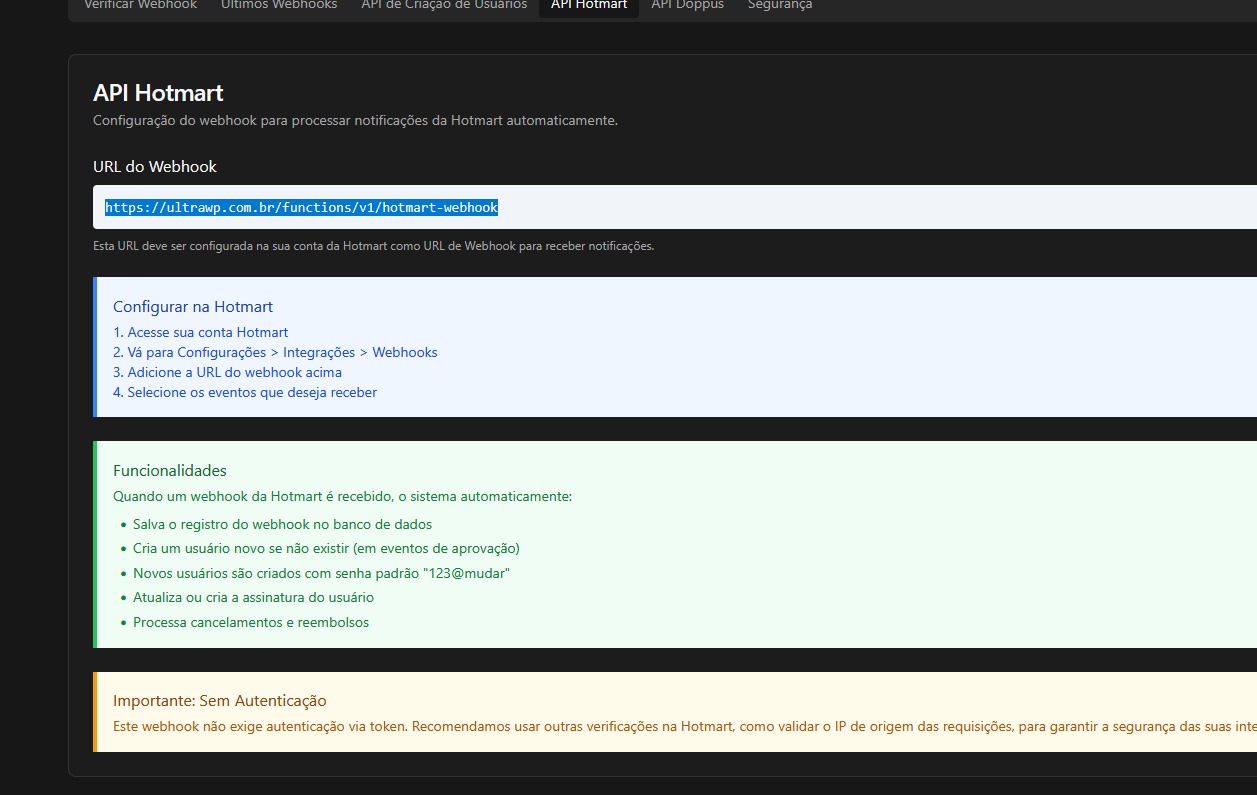 Verificar Webhook Últimos Webhooks API de Criação de Usuários API Hotmart API Doppus Segurança
API Hotmart
Configuração do webhook para processar notificações da Hotmart automaticamente.
URL do Webhook
https://ultrawp.com.br/functions/v1/hotmart-webhook
Esta URL deve ser configurada na sua conta da Hotmart como URL de Webhook para receber notificações.
Configurar na Hotmart
1. Acesse sua conta Hotmart
2. Vá para Configurações > Integrações > Webhooks
3. Adicione a URL do webhook acima
4. Selecione os eventos que deseja receber
Funcionalidades
Quando um webhook da Hotmart é recebido, o sistema automaticamente:
• Salva o registro do webhook no banco de dados
• Cria um usuário novo se não existir (em eventos de aprovação)
• Novos usuários são criados com senha padrão "123@mudar"
• Atualiza ou cria a assinatura do usuário
• Processa cancelamentos e reembolsos
Importante: Sem Autenticação
Este webhook não exige autenticação via token. Recomendamos usar outras verificações na Hotmart, como validar o IP de origem das requisições, para garantir a segurança das suas inte